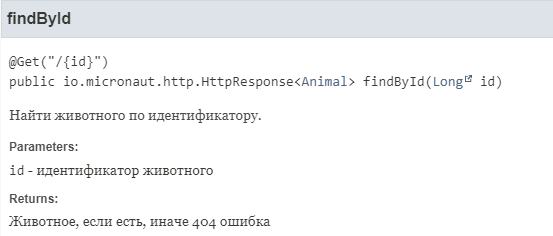 findById
@Get("/{id}")
public io.micronaut.http.HttpResponse<Animal> findById(Long id)
Найти животного по идентификатору.
Parameters:
id - идентификатор животного
Returns:
Животное, если есть, иначе 404 ошибка